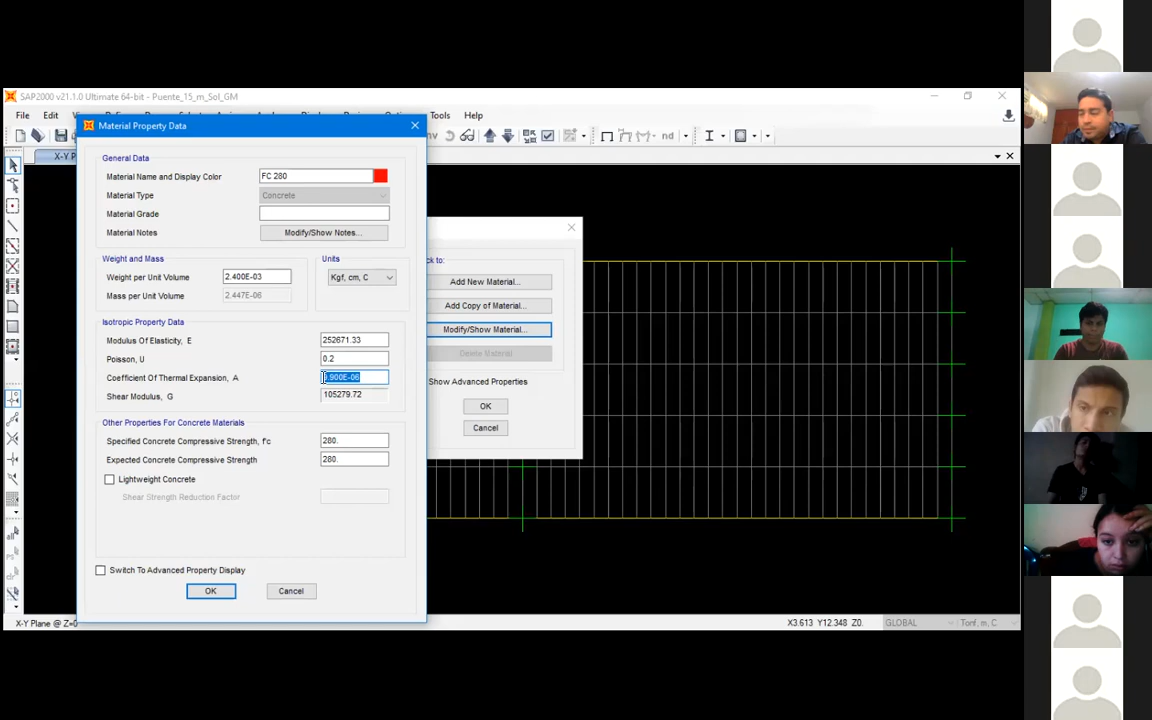 SAP2000 v21.1.0 Ultimate 64-bit - Puente_15_m_Sol_GM
File Edit Tools Help
Material Property Data
nd
X-Y P
General Data
Material Name and Display Color FC 280
Material Type Concrete
Material Grade
Material Notes Modify/Show Notes...
Weight and Mass Units
Weight per Unit Volume 2.400E-03 Kgf, cm, C
Mass per Unit Volume 2.447E-06
Isotropic Property Data
Modulus Of Elasticity, E 252671.33
Poisson, U 0.2
Coefficient Of Thermal Expansion, A .900E-06
Shear Modulus, G 105279.72
Other Properties For Concrete Materials
Specified Concrete Compressive Strength, f'c 280.
Expected Concrete Compressive Strength 280.
Lightweight Concrete
Shear Strength Reduction Factor
Switch To Advanced Property Display
OK Cancel
ck to:
Add New Material...
Add Copy of Material...
Modify/Show Material...
Delete Material
Show Advanced Properties
OK
Cancel
X-Y Plane @ Z=0 X3.613 Y12.348 Z0. GLOBAL Tonf, m, C